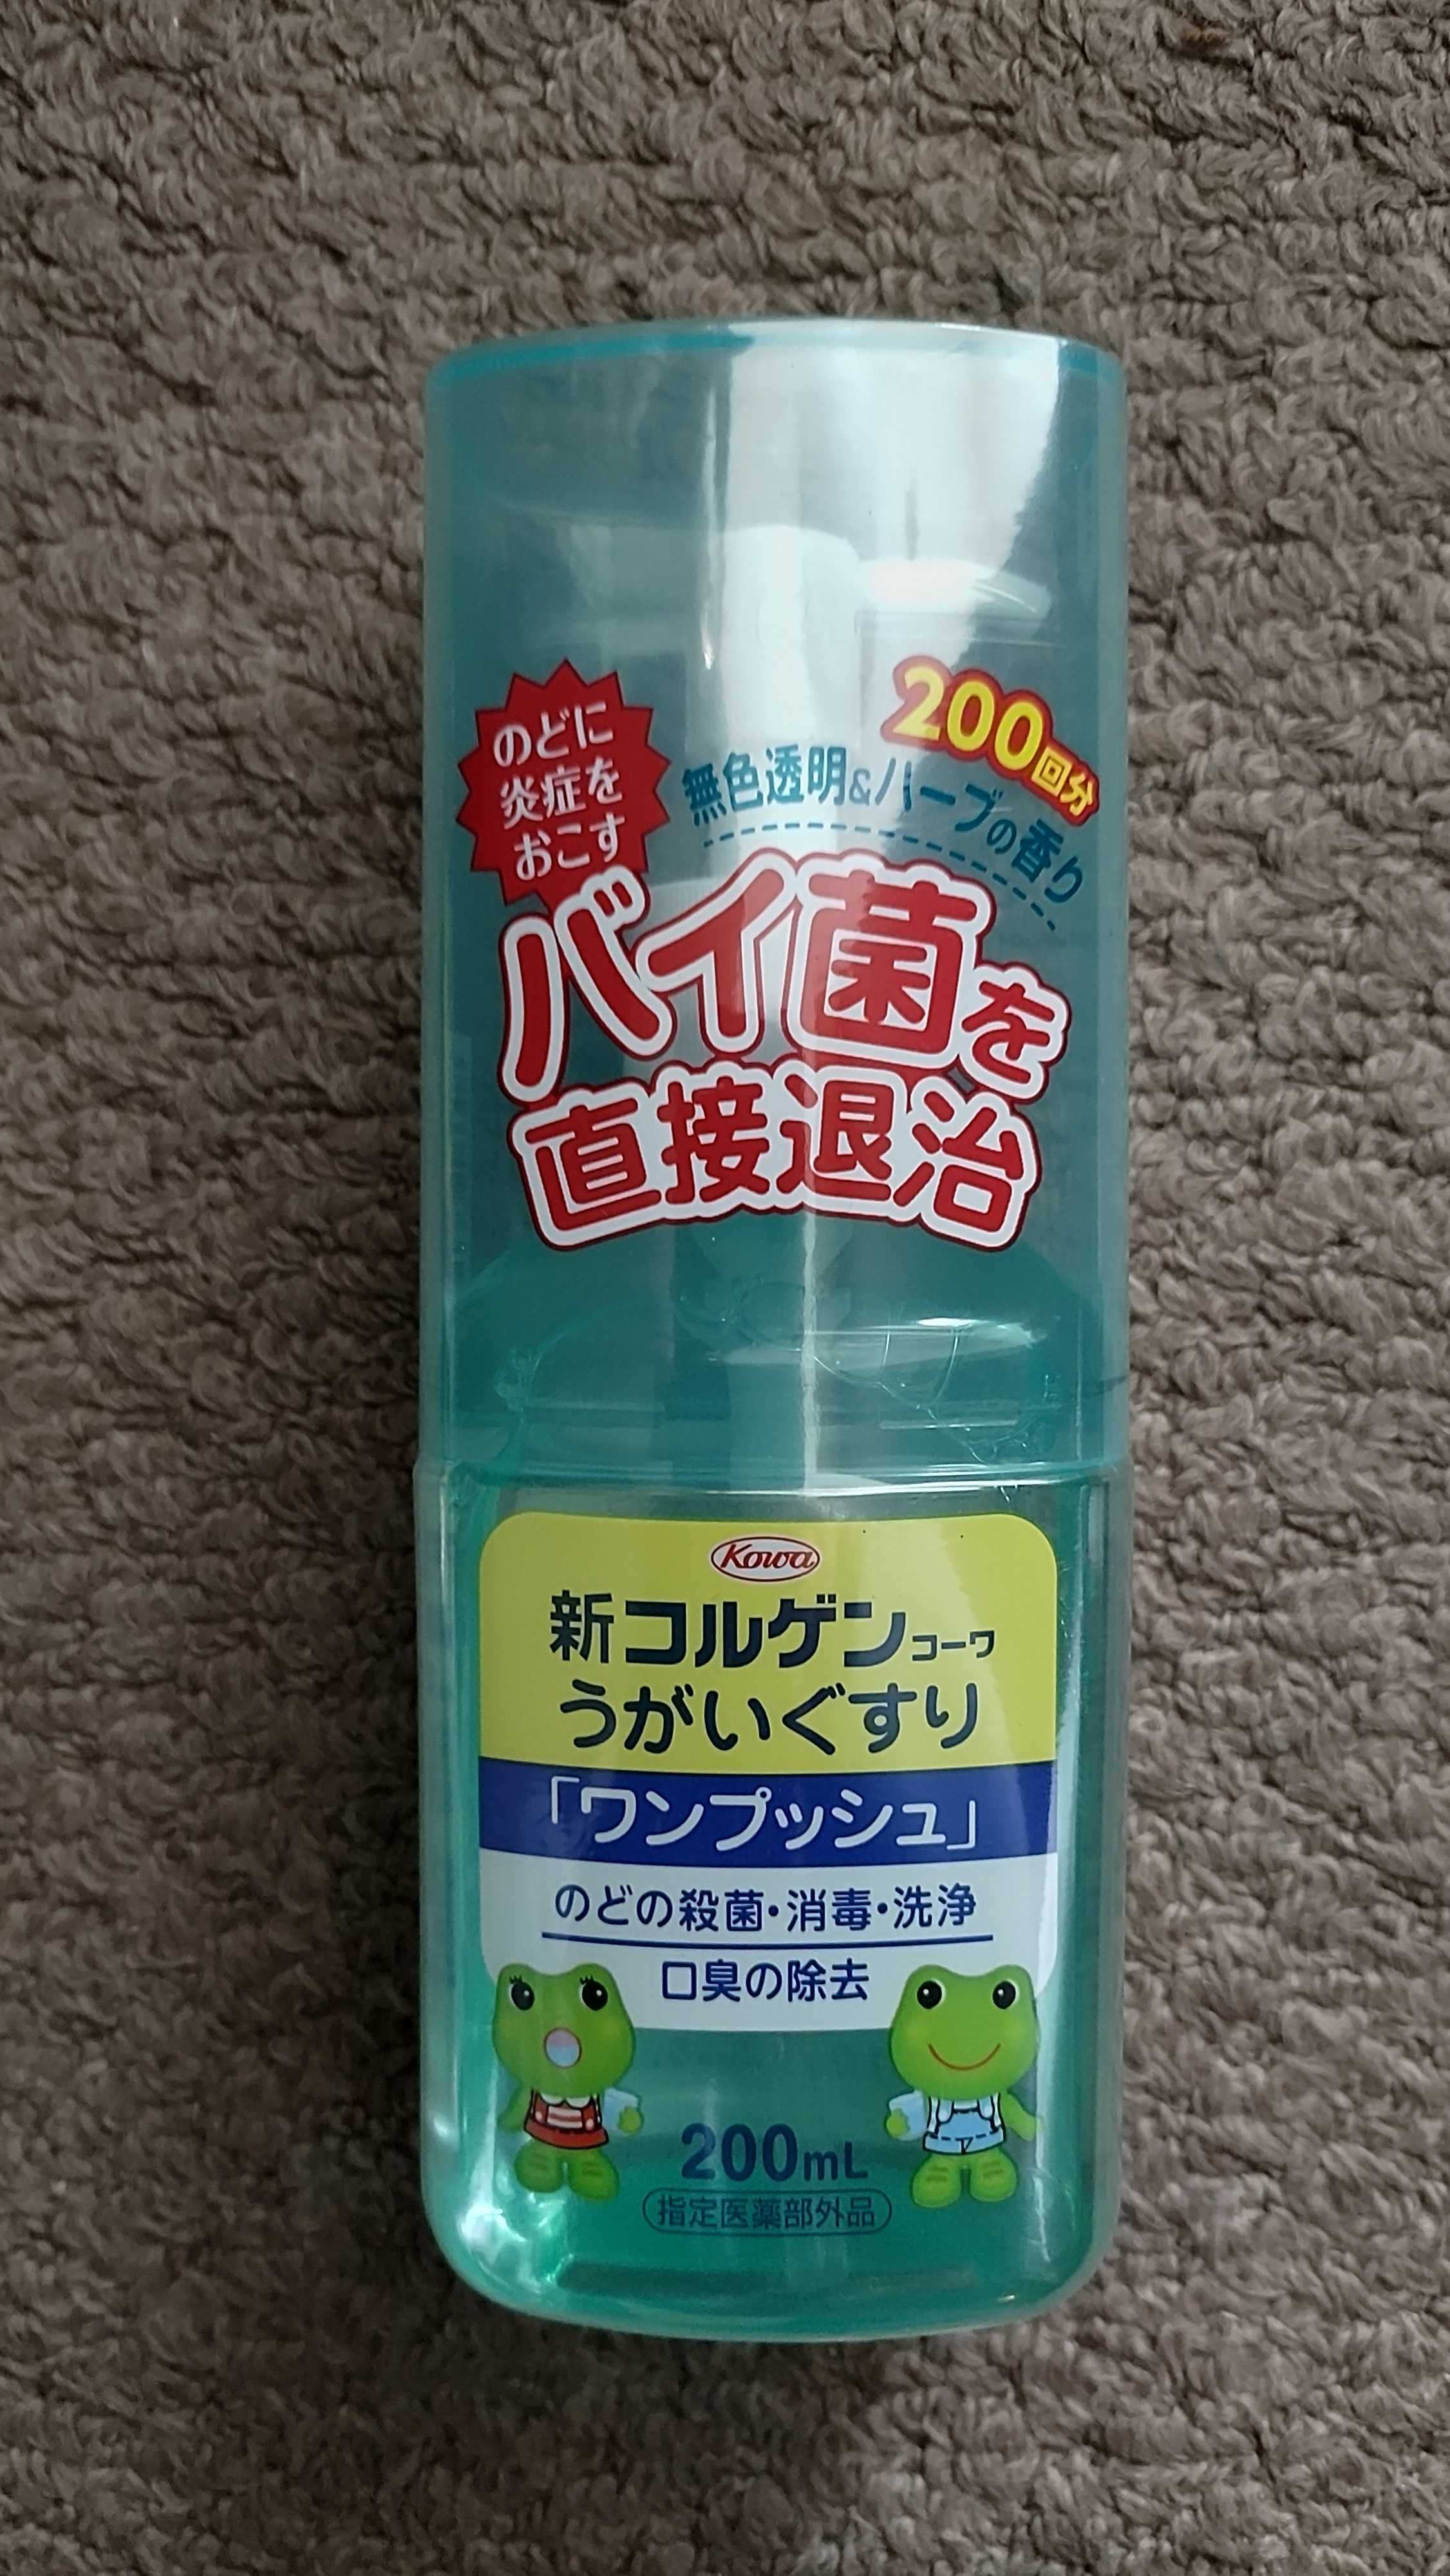 のどに
炎症を
おこす
200回分
無色透明&ハーブの香り
バイ菌を
直接退治
Kowa
新コルゲンコーワ
うがいぐすり
「ワンプッシュ」
のどの殺菌・消毒・洗浄
口臭の除去
200mL
指定医薬部外品